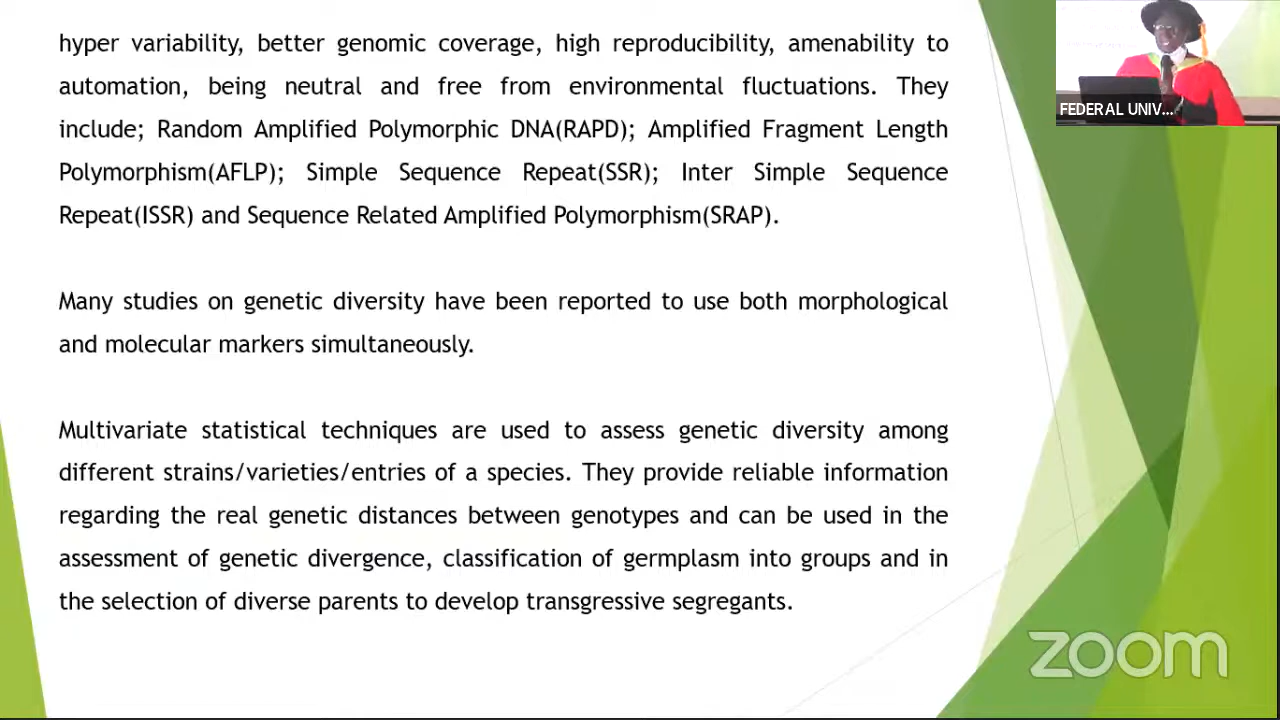 hyper variability, better genomic coverage, high reproducibility, amenability to
automation, being neutral and free from environmental fluctuations. They
include; Random Amplified Polymorphic DNA(RAPD); Amplified Fragment Length
Polymorphism(AFLP); Simple Sequence Repeat(SSR); Inter Simple Sequence
Repeat(ISSR) and Sequence Related Amplified Polymorphism(SRAP).
Many studies on genetic diversity have been reported to use both morphological
and molecular markers simultaneously.
Multivariate statistical techniques are used to assess genetic diversity among
different strains/varieties/entries of a species. They provide reliable information
regarding the real genetic distances between genotypes and can be used in the
assessment of genetic divergence, classification of germplasm into groups and in
the selection of diverse parents to develop transgressive segregants.
FEDERAL UNIV...
zoom